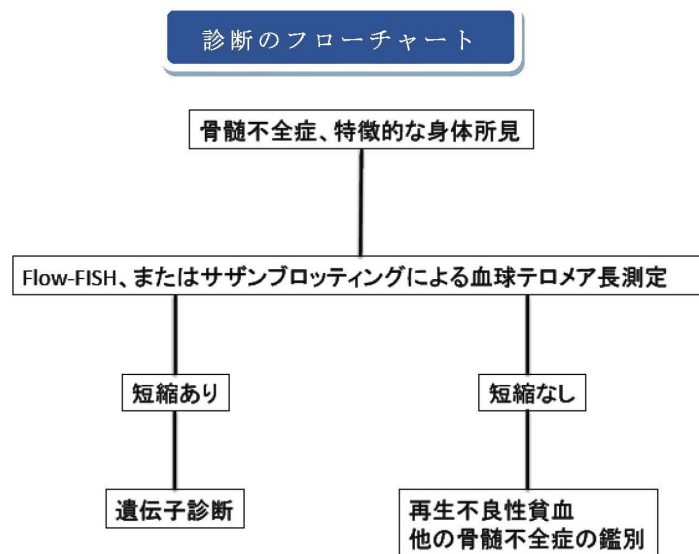 診断のフローチャート
骨髄不全症、特徴的な身体所見
Flow-FISH、またはサザンブロッティングによる血球テロメア長測定
短縮あり
短縮なし
遺伝子診断
再生不良性貧血
他の骨髄不全症の鑑別